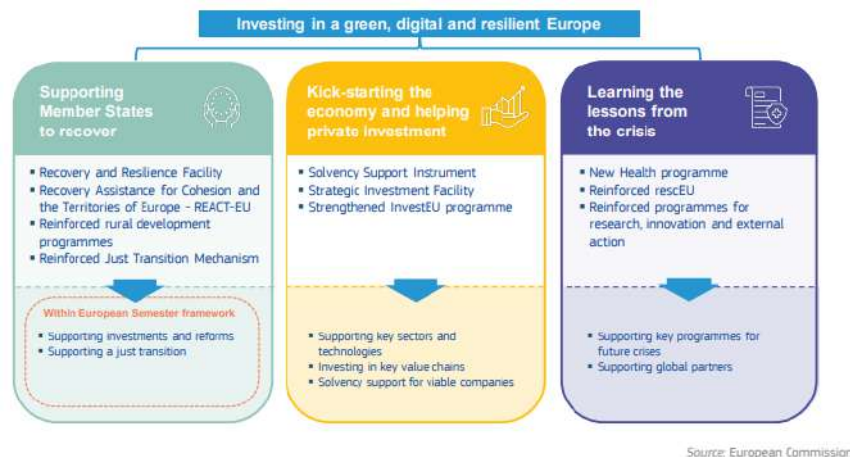 Investing in a green, digital and resilient Europe
Supporting
Member States
to recover
▪ Recovery and Resilience Facility
▪ Recovery Assistance for Cohesion and
the Territories of Europe - REACT-EU
▪ Reinforced rural development
programmes
▪ Reinforced Just Transition Mechanism
Within European Semester framework
▪ Supporting investments and reforms
▪ Supporting a just transition
Kick-starting the
economy and helping
private investment
▪ Solvency Support Instrument
▪ Strategic Investment Facility
▪ Strengthened InvestEU programme
▪ Supporting key sectors and
technologies
▪ Investing in key value chains
▪ Solvency support for viable companies
Learning the
lessons from
the crisis
▪ New Health programme
▪ Reinforced rescEU
▪ Reinforced programmes for
research, innovation and external
action
▪ Supporting key programmes for
future crises
▪ Supporting global partners
Source: European Commission